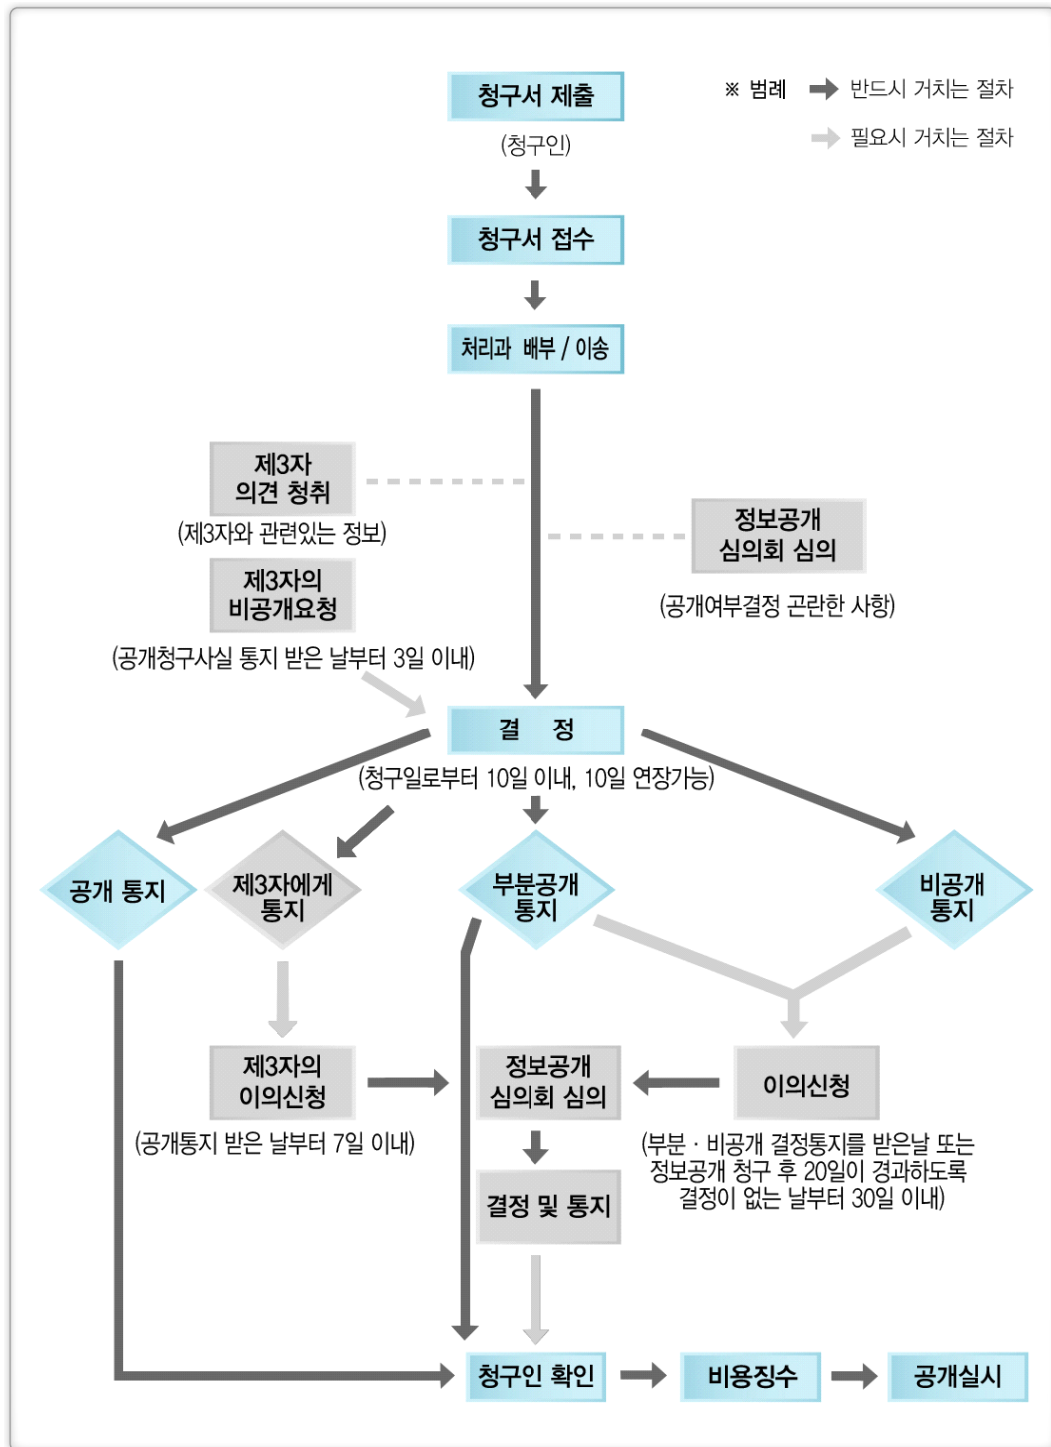 청구서 제출
※ 범례
반드시 거치는 절차
필요시 거치는 절차
(청구인)
청구서 접수
처리과 배부 / 이송
제3자
의견 청취
(제3자와 관련있는 정보)
정보공개
심의회 심의
(공개여부결정 곤란한 사항)
제3자의
비공개요청
(공개청구사실 통지 받은 날부터 3일 이내)
결 정
(청구일로부터 10일 이내, 10일 연장가능)
공개 통지
제3자에게
통지
부분공개
통지
비공개
통지
제3자의
이의신청
(공개통지 받은 날부터 7일 이내)
정보공개
심의회 심의
이의신청
(부분 · 비공개 결정통지를 받은날 또는
정보공개 청구 후 20일이 경과하도록
결정이 없는 날부터 30일 이내)
결정 및 통지
청구인 확인
비용징수
공개실시